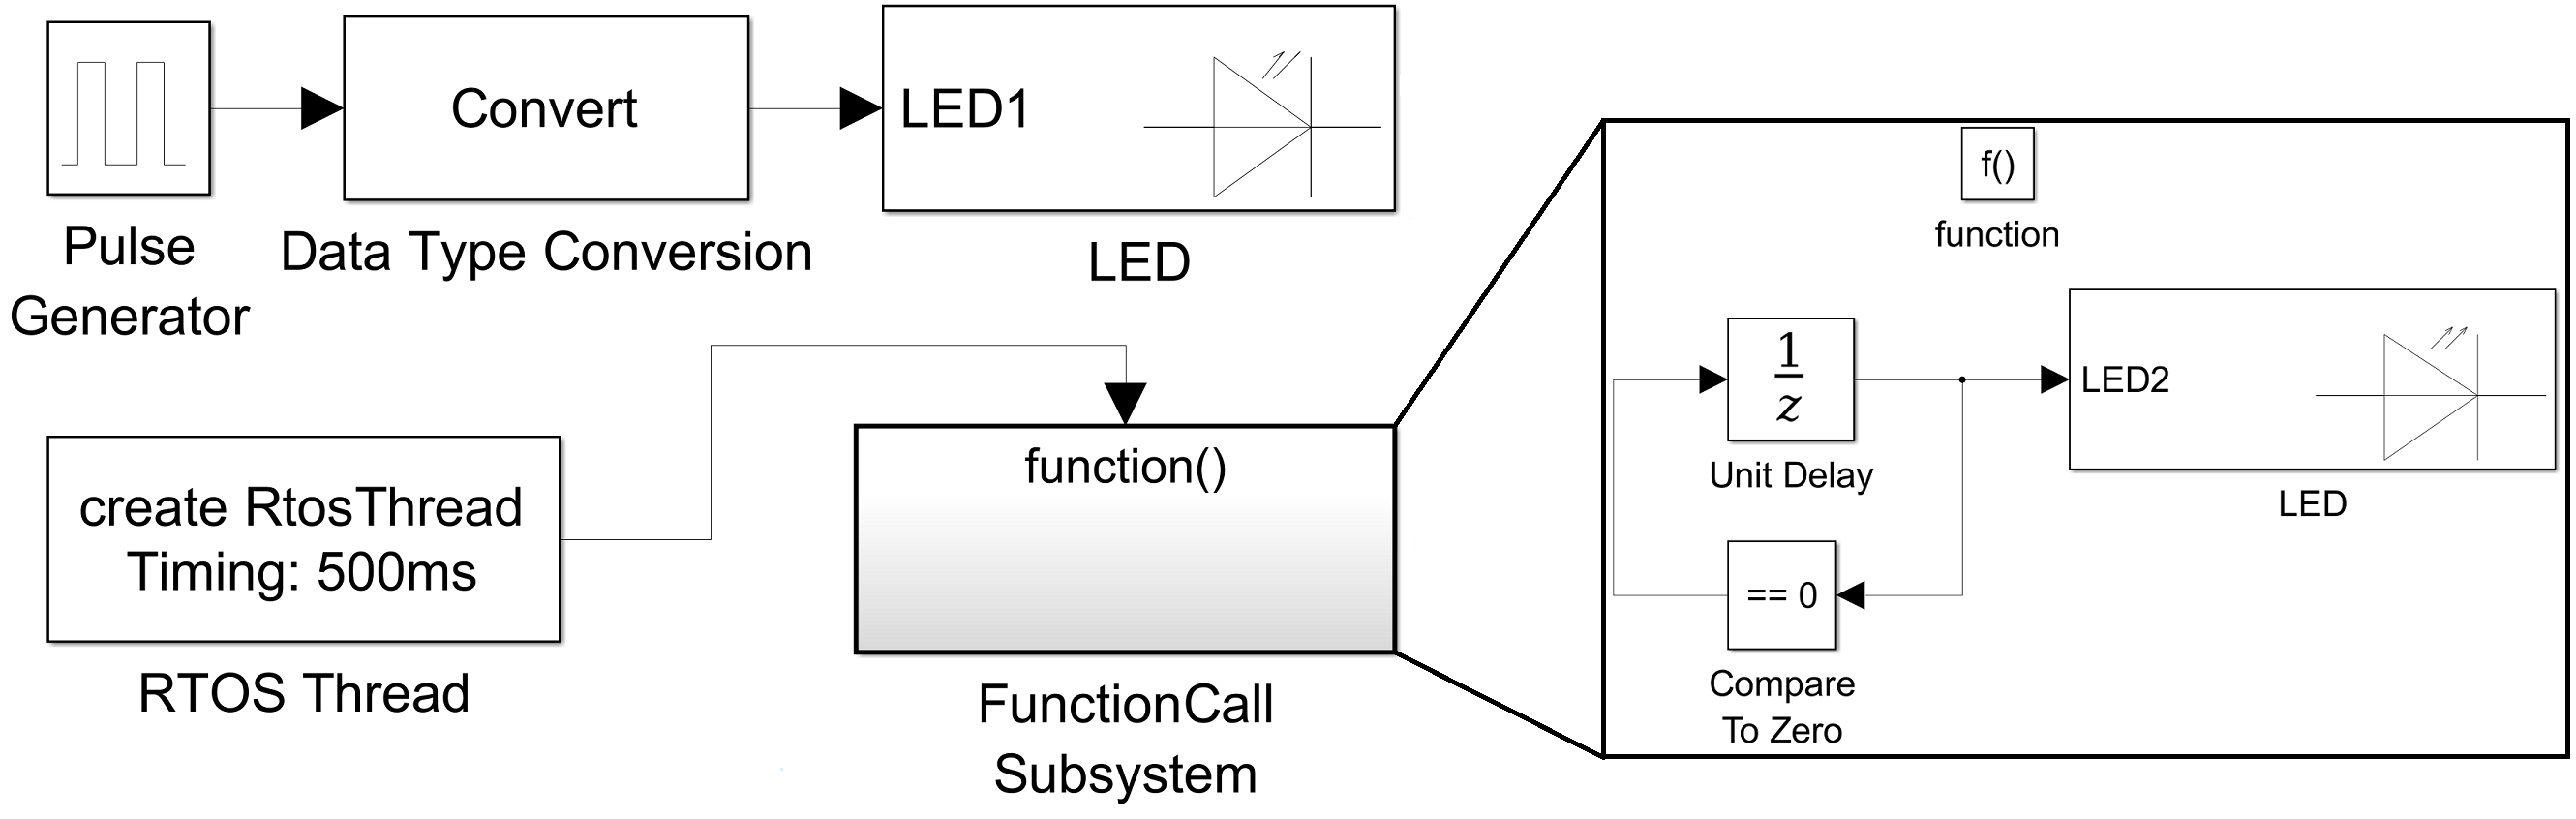 Convert
LED1
Pulse
Generator
Data Type Conversion
LED
create RtosThread
Timing: 500ms
RTOS Thread
function()
FunctionCall
Subsystem
f()
function
1
z
Unit Delay
LED2
LED
== 0
Compare
To Zero